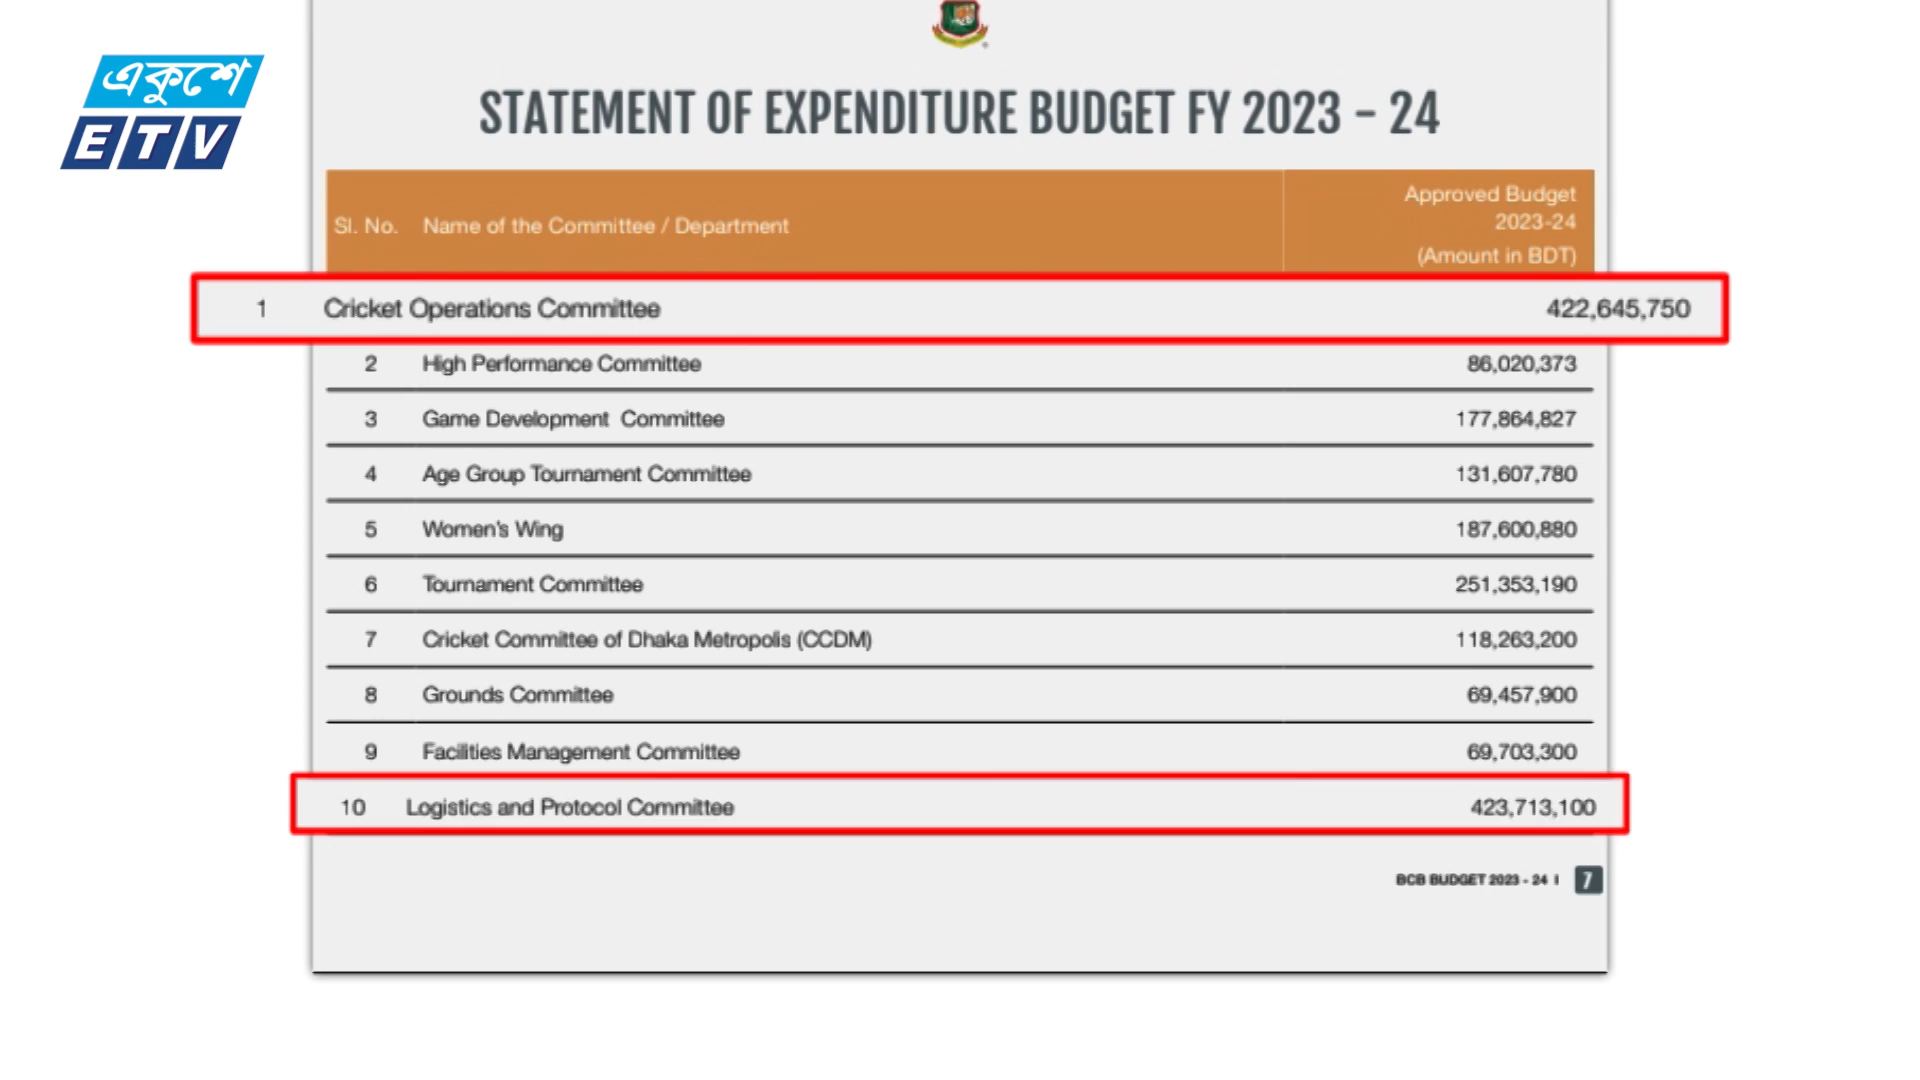 একুশে
ETV
STATEMENT OF EXPENDITURE BUDGET FY 2023 - 24
Sl. No. Name of the Committee / Department Approved Budget
2023-24
(Amount in BDT)
1 Cricket Operations Committee 422,645,750
2 High Performance Committee 86,020,373
3 Game Development Committee 177,864,827
4 Age Group Tournament Committee 131,607,780
5 Women's Wing 187,600,880
6 Tournament Committee 251,353,190
7 Cricket Committee of Dhaka Metropolis (CCDM) 118,263,200
8 Grounds Committee 69,457,900
9 Facilities Management Committee 69,703,300
10 Logistics and Protocol Committee 423,713,100
BCB BUDGET 2023 - 24 I 7